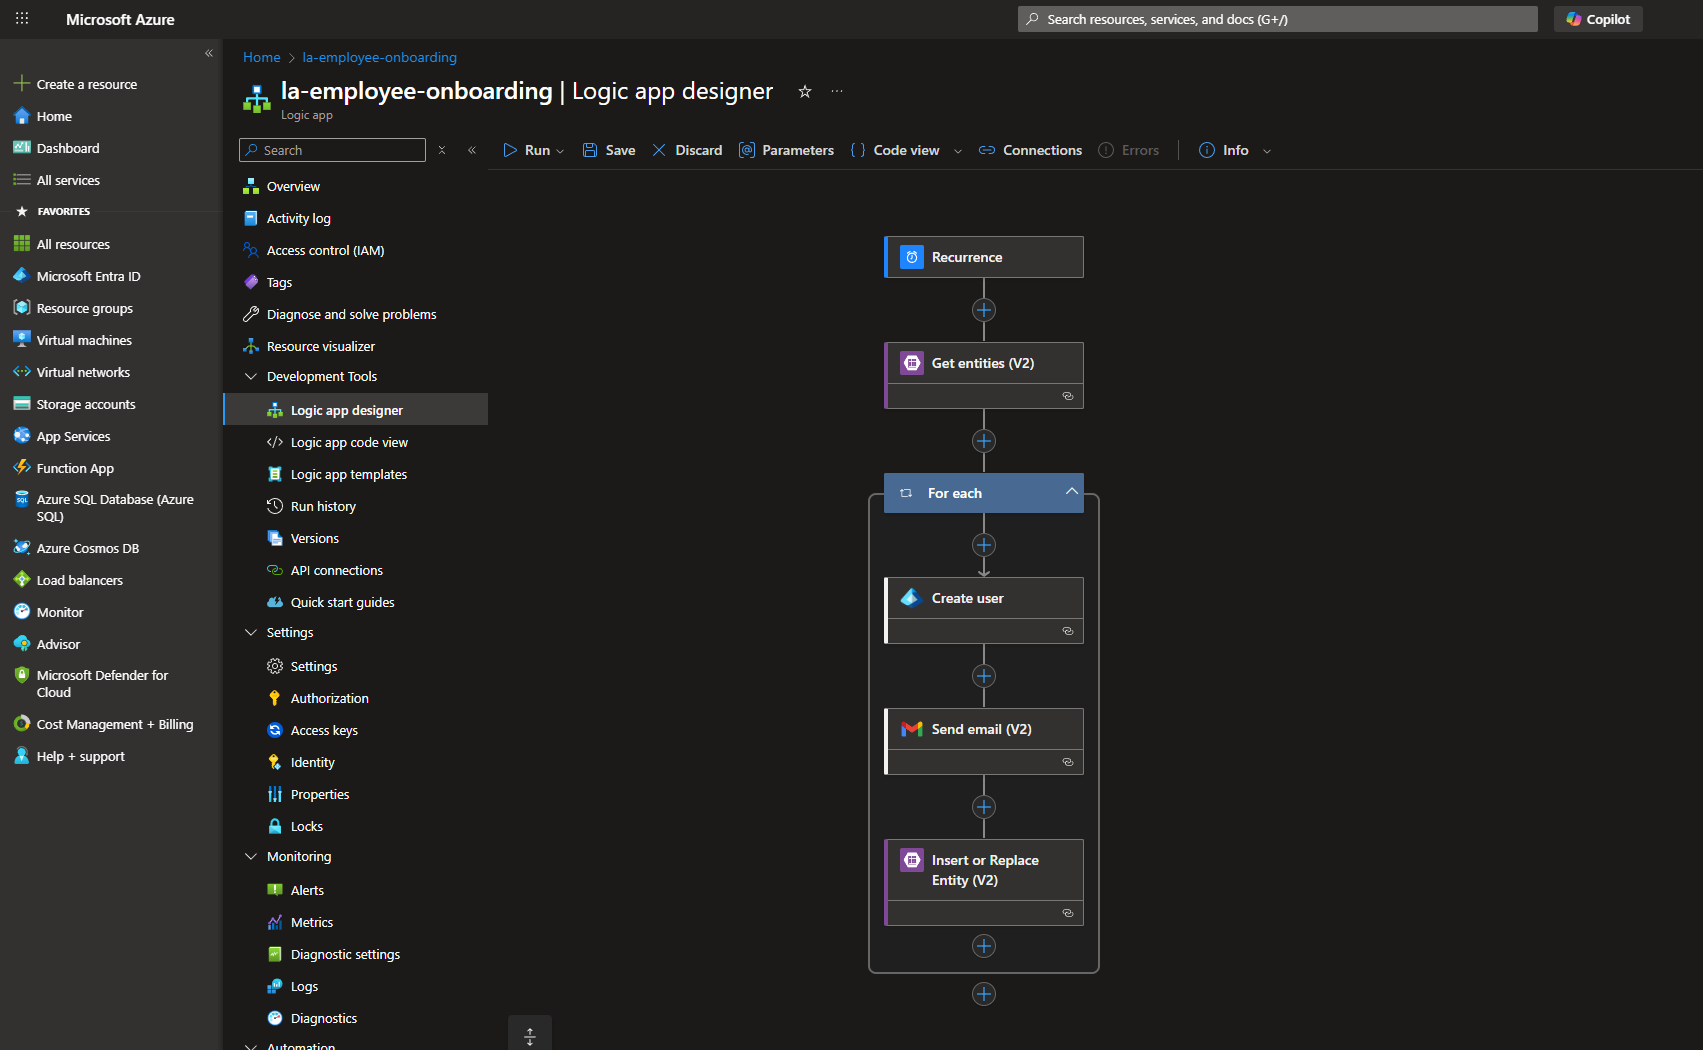 Microsoft Azure
Search resources, services, and docs (G+/)
Copilot
Create a resource
Home
Dashboard
All services
FAVORITES
All resources
Microsoft Entra ID
Resource groups
Virtual machines
Virtual networks
Storage accounts
App Services
Function App
Azure SQL Database (Azure
SQL)
Azure Cosmos DB
Load balancers
Monitor
Advisor
Microsoft Defender for
Cloud
Cost Management + Billing
Help + support
Home
la-employee-onboarding
la-employee-onboarding | Logic app designer
Logic app
Search
Overview
Activity log
Access control (IAM)
Tags
Diagnose and solve problems
Resource visualizer
Development Tools
Logic app designer
Logic app code view
Logic app templates
Run history
Versions
API connections
Quick start guides
Settings
Settings
Authorization
Access keys
Identity
Properties
Locks
Monitoring
Alerts
Metrics
Diagnostic settings
Logs
Diagnostics
Automation
Run
Save
Discard
Parameters
Code view
Connections
Errors
Info
Recurrence
Get entities (V2)
For each
Create user
Send email (V2)
Insert or Replace
Entity (V2)